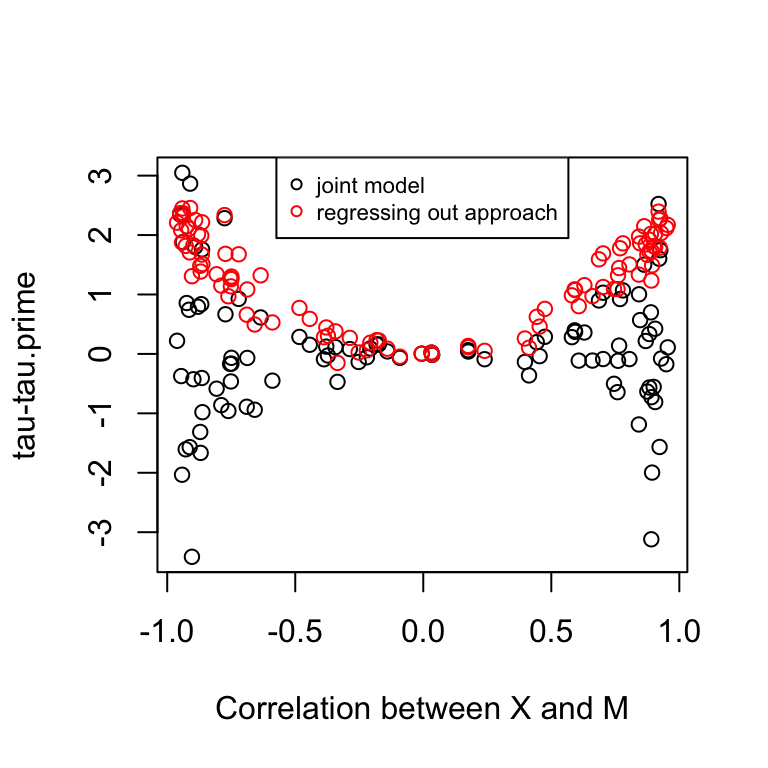 joint model
regressing out approach
tau-tau.prime
3
2
1
0
-1
-2
-3
-1.0 -0.5 0.0 0.5 1.0
Correlation between X and M